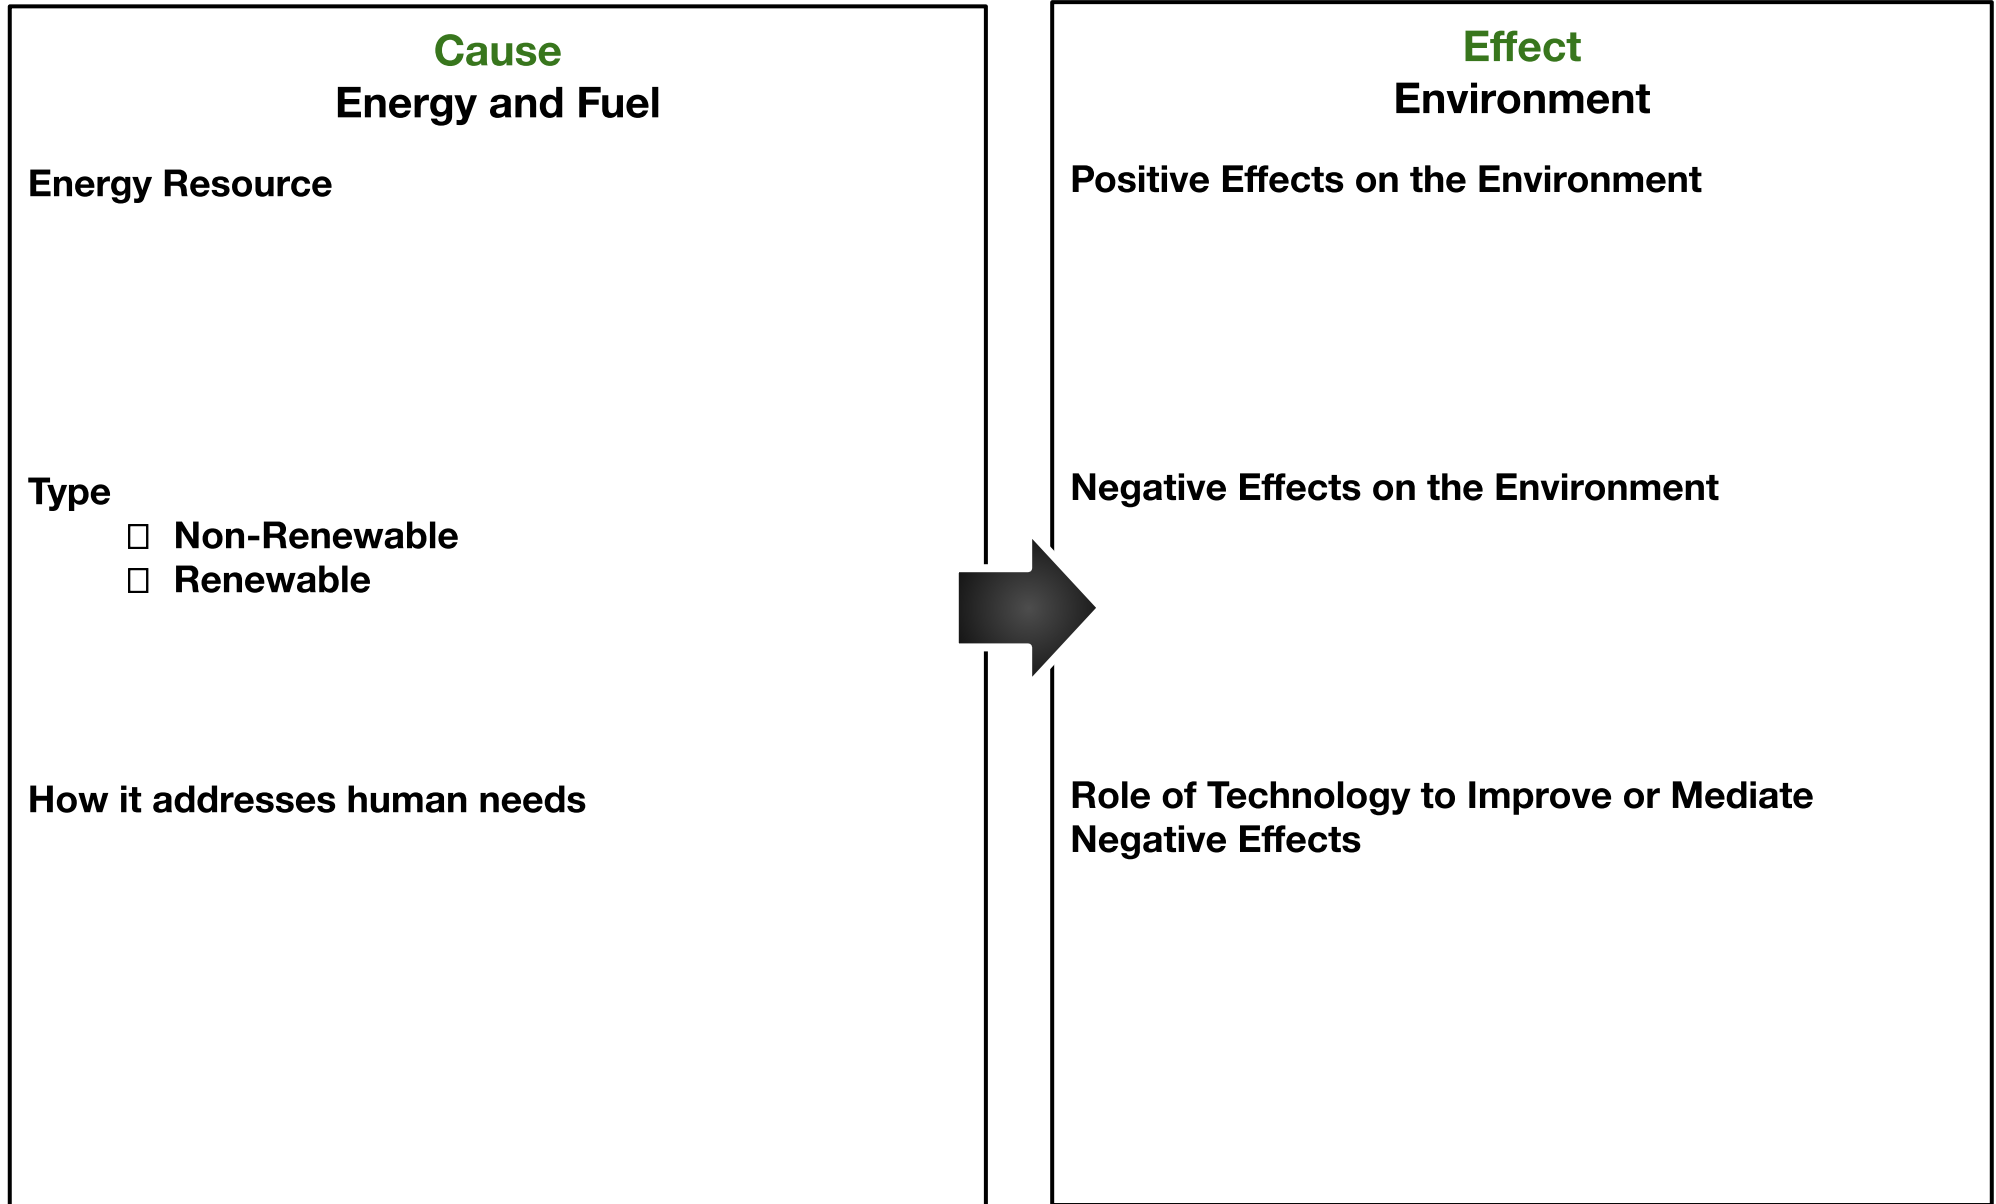 Cause
Energy and Fuel
Energy Resource
Type
☐ Non-Renewable
☐ Renewable
How it addresses human needs
Effect
Environment
Positive Effects on the Environment
Negative Effects on the Environment
Role of Technology to Improve or Mediate
Negative Effects